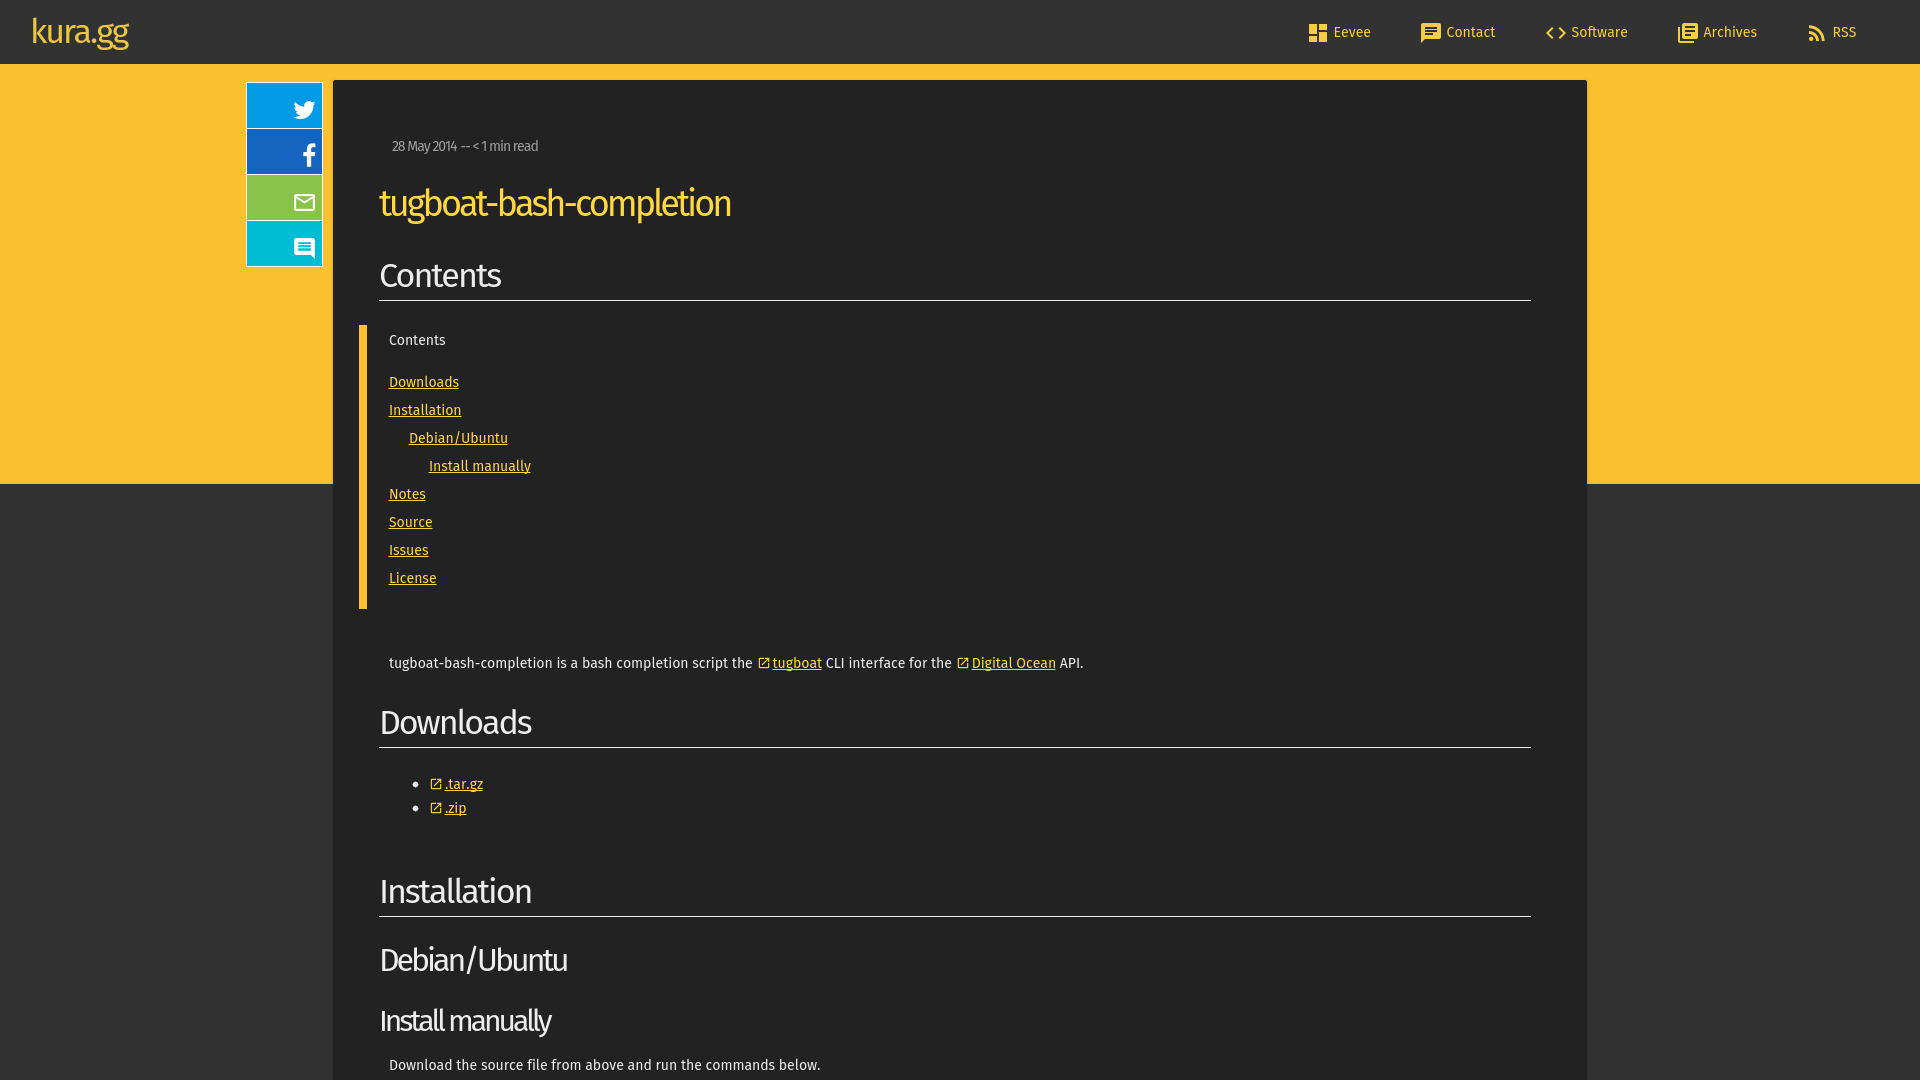 kura.gg
Eevee
Contact
Software
Archives
RSS
28 May 2014 -- < 1 min read
tugboat-bash-completion
Contents
Contents
Downloads
Installation
Debian/Ubuntu
Install manually
Notes
Source
Issues
License
tugboat-bash-completion is a bash completion script the tugboat CLI interface for the Digital Ocean API.
Downloads
.tar.gz
.zip
Installation
Debian/Ubuntu
Install manually
Download the source file from above and run the commands below.